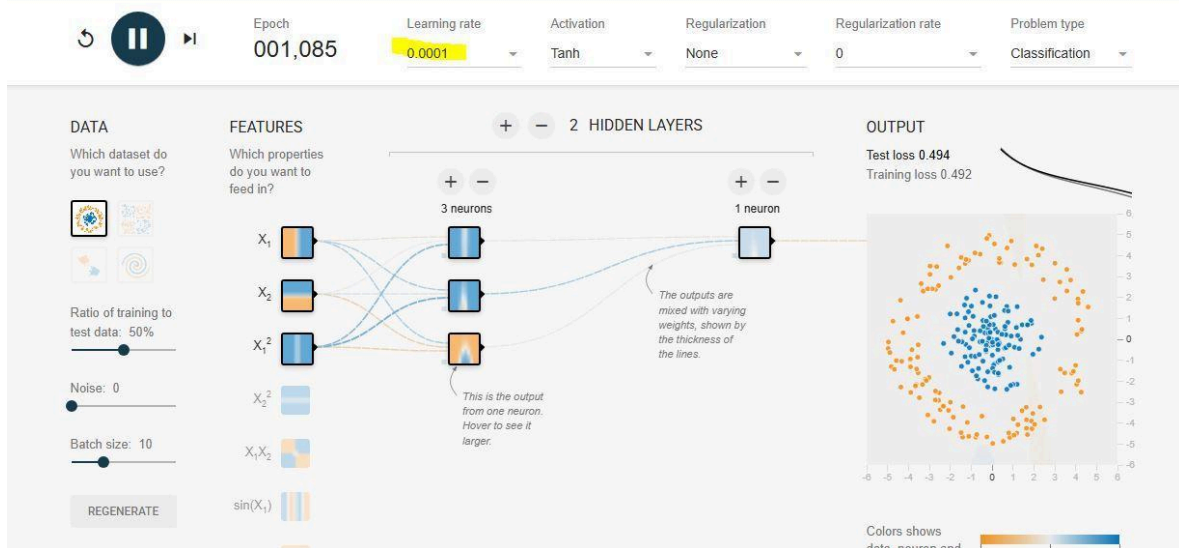 Epoch
001,085
Learning rate
0.0001
Activation
Tanh
Regularization
None
Regularization rate
0
Problem type
Classification
DATA
Which dataset do
you want to use?
Ratio of training to
test data: 50%
Noise: 0
Batch size: 10
REGENERATE
FEATURES
Which properties
do you want to
feed in?
X₁
X₂
X₁²
X₂²
X₁X₂
sin(X₁)
+ − 2 HIDDEN LAYERS
+ −
3 neurons
+ −
1 neuron
This is the output
from one neuron.
Hover to see it
larger.
The outputs are
mixed with varying
weights, shown by
the thickness of
the lines.
OUTPUT
Test loss 0.494
Training loss 0.492
6
5
4
3
2
1
0
-1
-2
-3
-4
-5
-6
-6 -5 -4 -3 -2 -1 0 1 2 3 4 5 6
Colors shows
data, neuron and